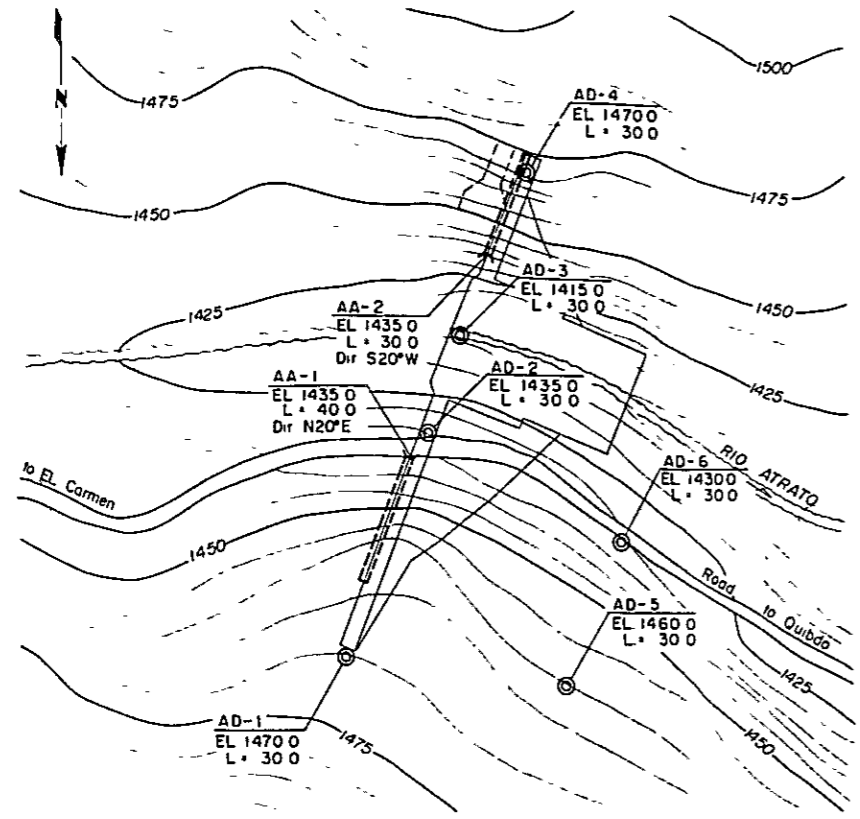 N
1500
1475
AD-4
EL 1470 0
L = 30 0
1475
1450
AD-3
EL 1415 0
L = 30 0
1450
1425
AA-2
EL 1435 0
L = 30 0
Dir S20°W
AD-2
EL 1435 0
L = 30 0
1425
AA-1
EL 1435 0
L = 40 0
Dir N20°E
RIO ATRATO
AD-6
EL 1430 0
L = 30 0
to EL Carmen
1450
Road to Quibdo
AD-5
EL 1460 0
L = 30 0
1425
1450
AD-1
EL 1470 0
L = 30 0
1475